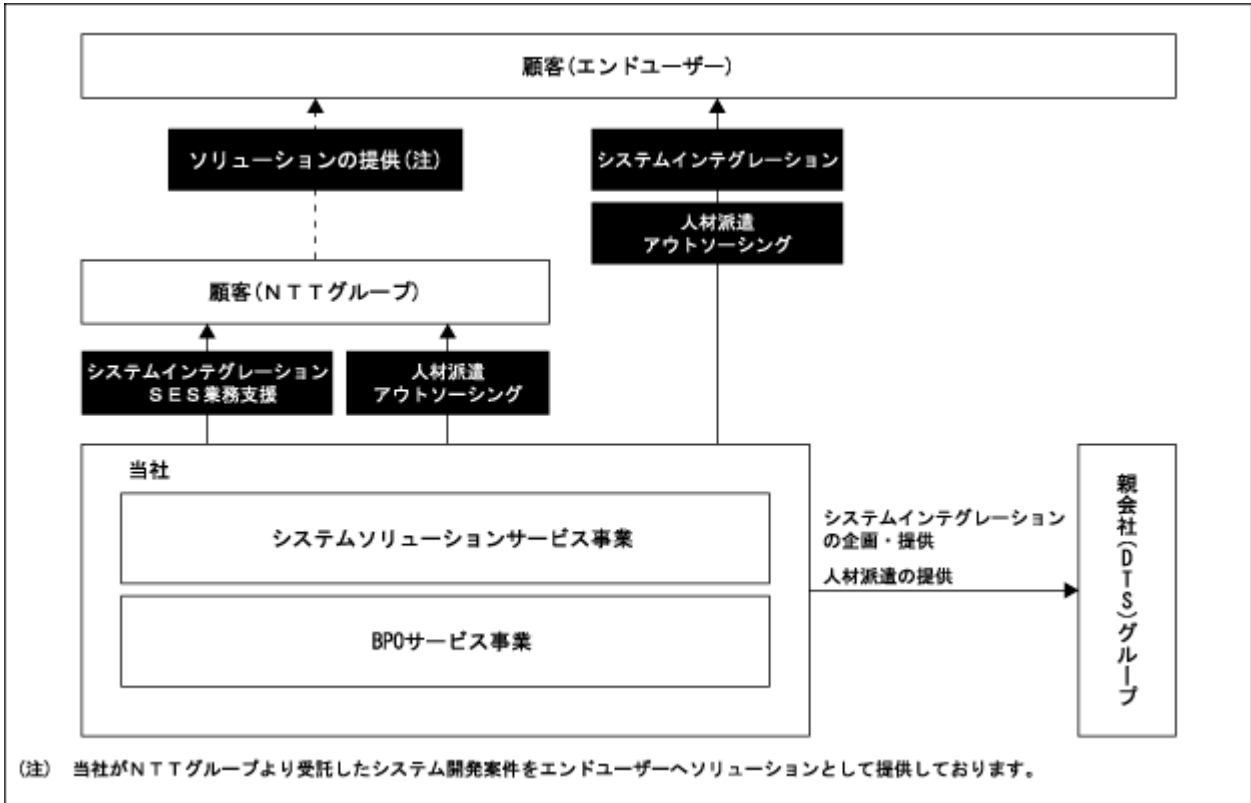 顧客(エンドユーザー)
ソリューションの提供(注)
システムインテグレーション
人材派遣
アウトソーシング
顧客(ＮＴＴグループ)
システムインテグレーション
ＳＥＳ業務支援
人材派遣
アウトソーシング
当社
システムソリューションサービス事業
BPOサービス事業
システムインテグレーション
の企画・提供
人材派遣の提供
親会社(DTS)グループ
(注)　当社がＮＴＴグループより受託したシステム開発案件をエンドユーザーへソリューションとして提供しております。